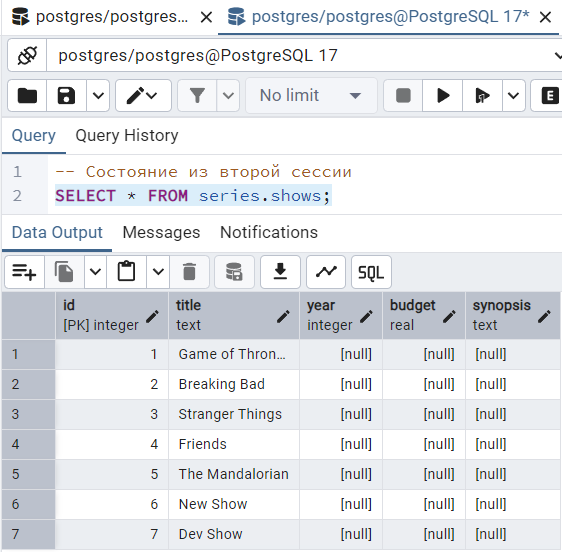 postgres/postgres... postgres/postgres@PostgreSQL 17*
postgres/postgres@PostgreSQL 17
No limit E
Query Query History
1 -- Состояние из второй сессии
2 SELECT * FROM series.shows;
Data Output Messages Notifications
SQL
id title year budget synopsis
[PK] integer text integer real text
1 1 Game of Thron... [null] [null] [null]
2 2 Breaking Bad [null] [null] [null]
3 3 Stranger Things [null] [null] [null]
4 4 Friends [null] [null] [null]
5 5 The Mandalorian [null] [null] [null]
6 6 New Show [null] [null] [null]
7 7 Dev Show [null] [null] [null]